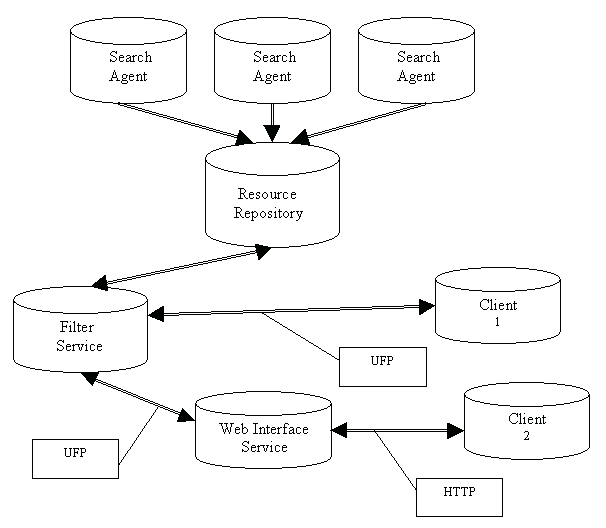 Search
Agent
Search
Agent
Search
Agent
Resource
Repository
Filter
Service
Client
1
UFP
Web Interface
Service
Client
2
UFP
HTTP